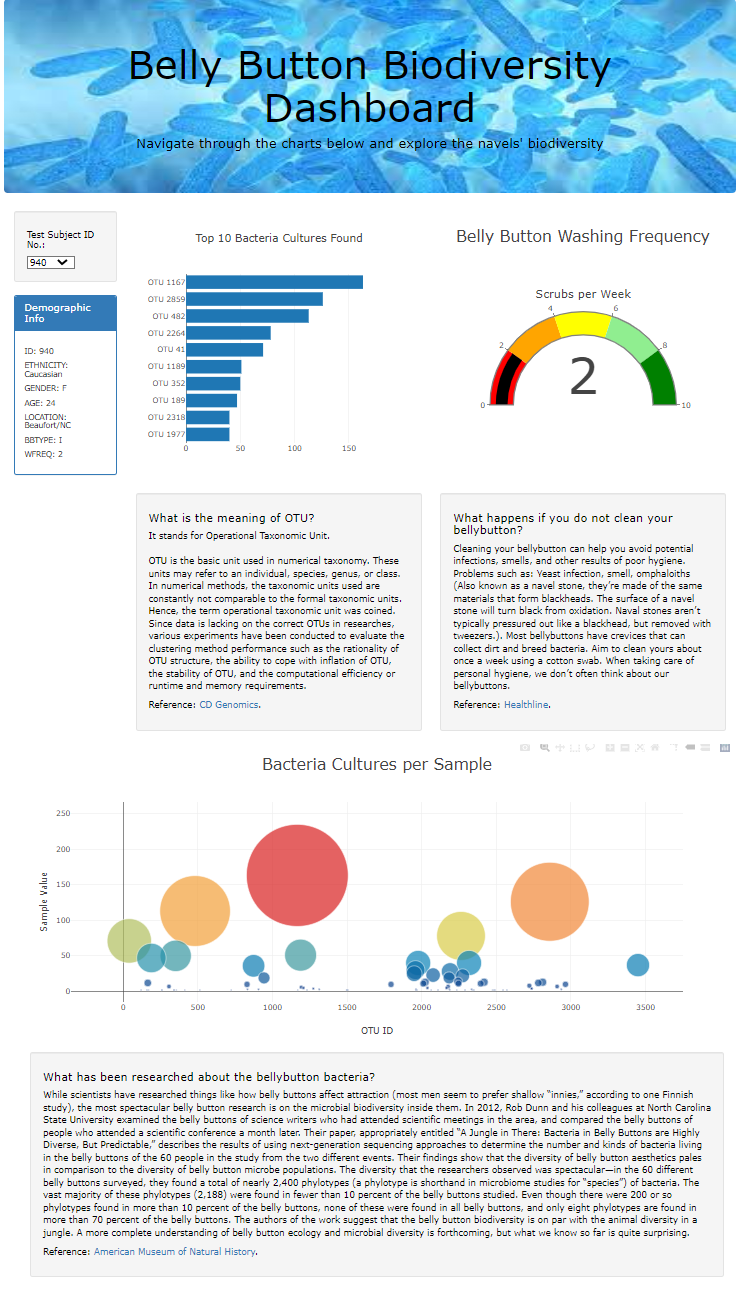 Belly Button Biodiversity
Dashboard
Navigate through the charts below and explore the navels' biodiversity
Test Subject ID
No.:
940
Demographic
Info
ID: 940
ETHNICITY:
Caucasian
GENDER: F
AGE: 24
LOCATION:
Beaufort/NC
BBTYPE: I
WFREQ: 2
Top 10 Bacteria Cultures Found
OTU 1167
OTU 2859
OTU 482
OTU 2264
OTU 41
OTU 1189
OTU 352
OTU 189
OTU 2318
OTU 1977
0 50 100 150
Belly Button Washing Frequency
Scrubs per Week
0 2 4 6 8 10
2
What is the meaning of OTU?
It stands for Operational Taxonomic Unit.
OTU is the basic unit used in numerical taxonomy. These
units may refer to an individual, species, genus, or class.
In numerical methods, the taxonomic units used are
constantly not comparable to the formal taxonomic units.
Hence, the term operational taxonomic unit was coined.
Since data is lacking on the correct OTUs in researches,
various experiments have been conducted to evaluate the
clustering method performance such as the rationality of
OTU structure, the ability to cope with inflation of OTU,
the stability of OTU, and the computational efficiency or
runtime and memory requirements.
Reference: CD Genomics.
What happens if you do not clean your
bellybutton?
Cleaning your bellybutton can help you avoid potential
infections, smells, and other results of poor hygiene.
Problems such as: Yeast infection, smell, omphaloiths
(Also known as a navel stone, they're made of the same
materials that form blackheads. The surface of a navel
stone will turn black from oxidation. Naval stones aren't
typically pressured out like a blackhead, but removed with
tweezers.). Most bellybuttons have crevices that can
collect dirt and breed bacteria. Aim to clean yours about
once a week using a cotton swab. When taking care of
personal hygiene, we don't often think about our
bellybuttons.
Reference: Healthline.
Bacteria Cultures per Sample
Sample Value
250
200
150
100
50
0
0 500 1000 1500 2000 2500 3000 3500
OTU ID
What has been researched about the bellybutton bacteria?
While scientists have researched things like how belly buttons affect attraction (most men seem to prefer shallow “innies,” according to one Finnish
study), the most spectacular belly button research is on the microbial biodiversity inside them. In 2012, Rob Dunn and his colleagues at North Carolina
State University examined the belly buttons of science writers who had attended scientific meetings in the area, and compared the belly buttons of
people who attended a scientific conference a month later. Their paper, appropriately entitled “A Jungle in There: Bacteria in Belly Buttons are Highly
Diverse, But Predictable,” describes the results of using next-generation sequencing approaches to determine the number and kinds of bacteria living
in the belly buttons of the 60 people in the study from the two different events. Their findings show that the diversity of belly button aesthetics pales
in comparison to the diversity of belly button microbe populations. The diversity that the researchers observed was spectacular—in the 60 different
belly buttons surveyed, they found a total of nearly 2,400 phylotypes (a phylotype is shorthand in microbiome studies for “species”) of bacteria. The
vast majority of these phylotypes (2,188) were found in fewer than 10 percent of the belly buttons studied. Even though there were 200 or so
phylotypes found in more than 10 percent of the belly buttons, none of these were found in all belly buttons, and only eight phylotypes are found in
more than 70 percent of the belly buttons. The authors of the work suggest that the belly button biodiversity is on par with the animal diversity in a
jungle. A more complete understanding of belly button ecology and microbial diversity is forthcoming, but what we know so far is quite surprising.
Reference: American Museum of Natural History.